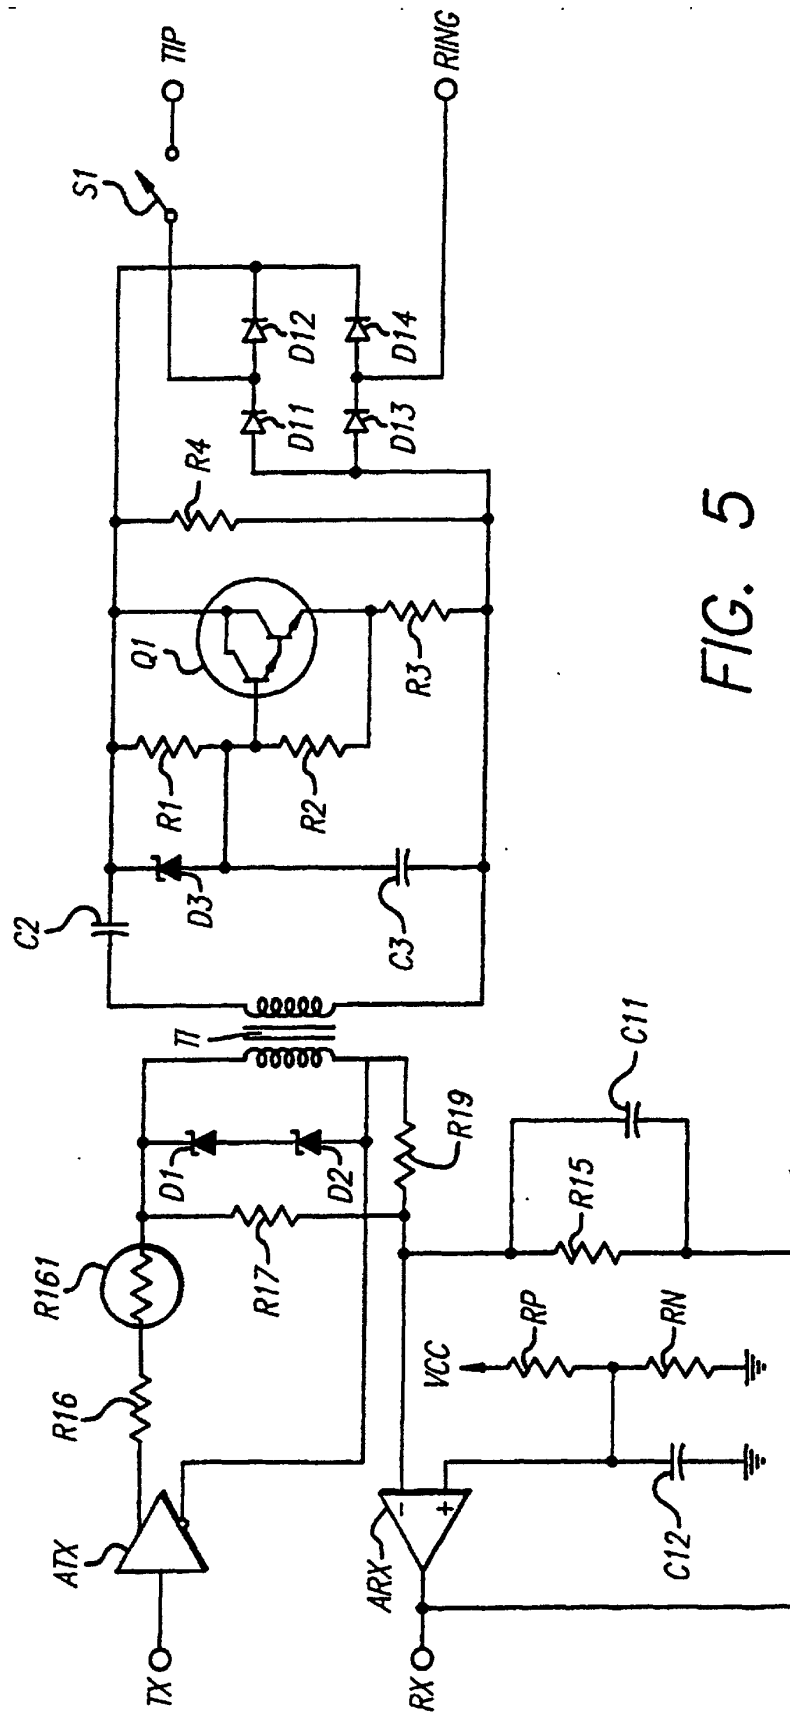 TX
ATX
R16
R161
D1
D2
R17
R19
T1
C2
D3
C3
R1
R2
Q1
R3
R4
D11
D12
D13
D14
S1
TIP
RING
RX
ARX
-
+
C12
VCC
RP
RN
R15
C11
FIG. 5